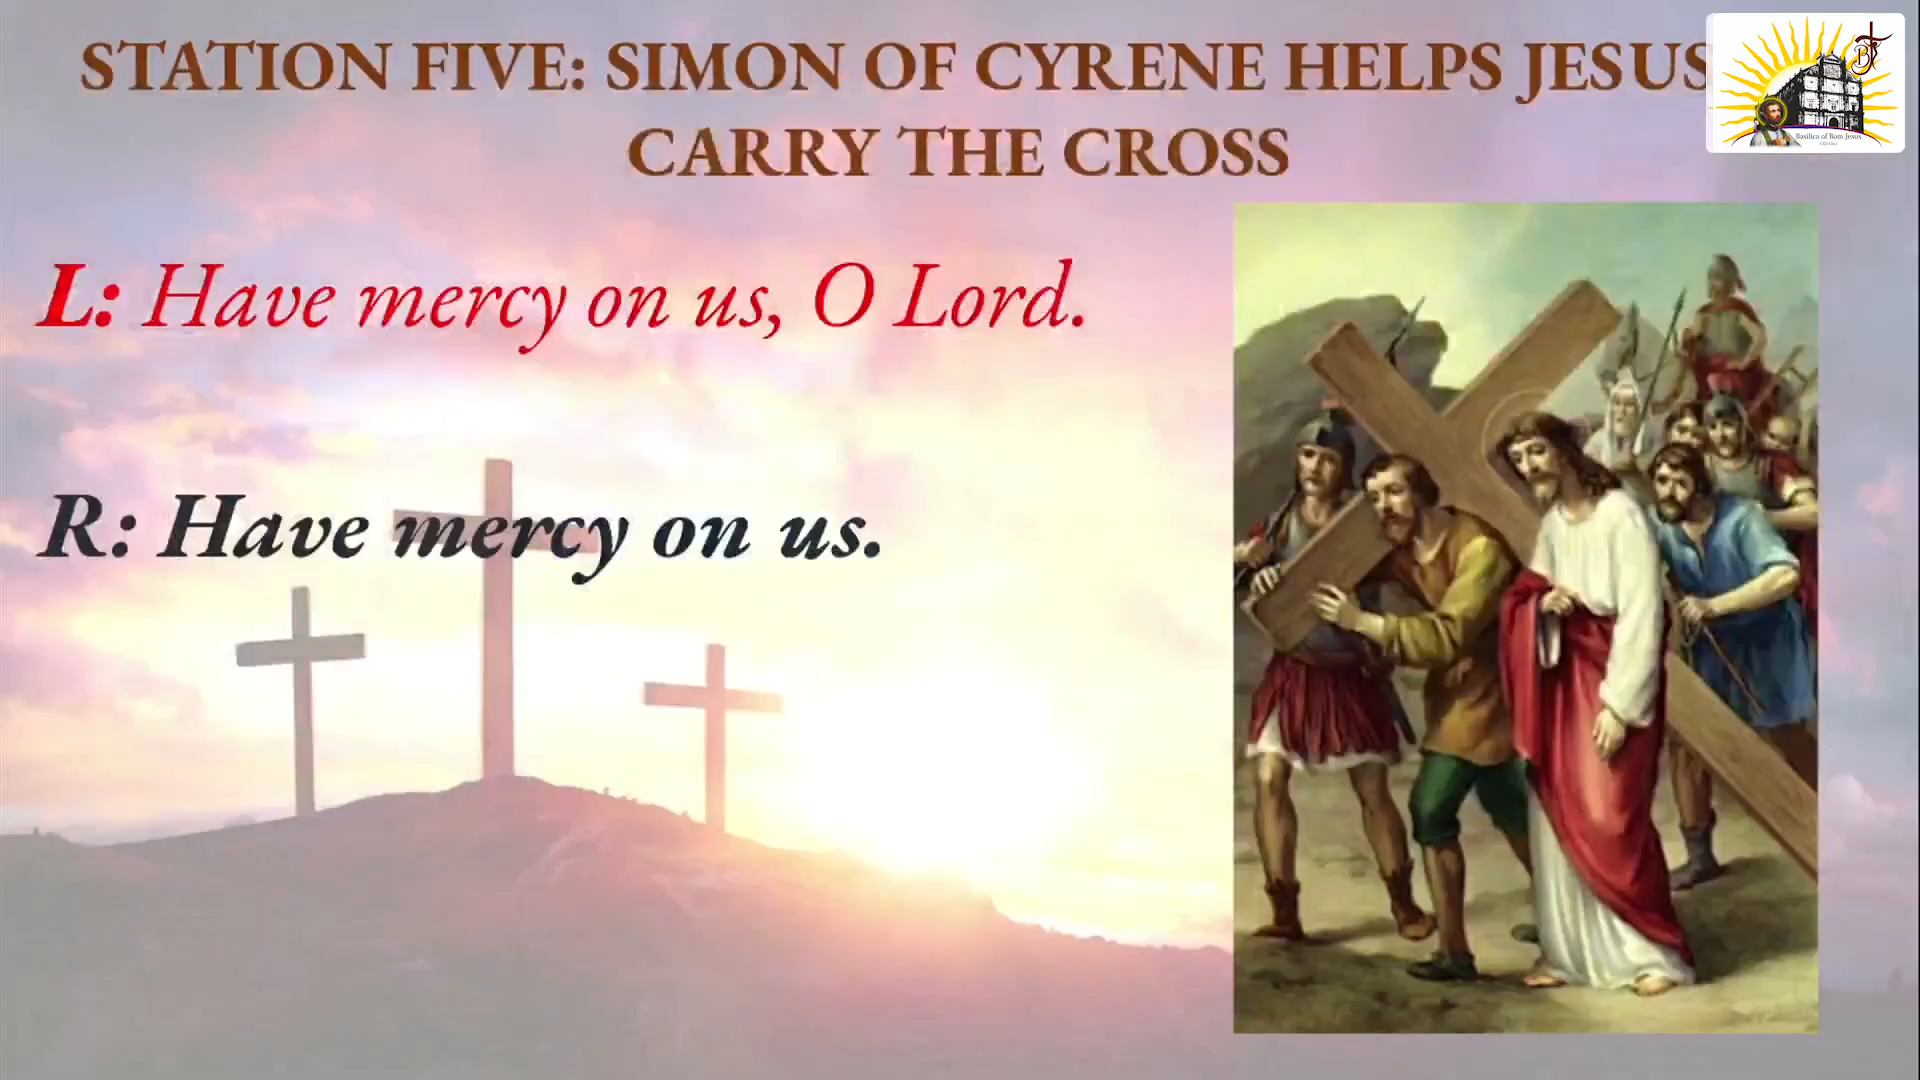 STATION FIVE: SIMON OF CYRENE HELPS JESUS
CARRY THE CROSS
L: Have mercy on us, O Lord.
R: Have mercy on us.
Basilica of Bom Jesus